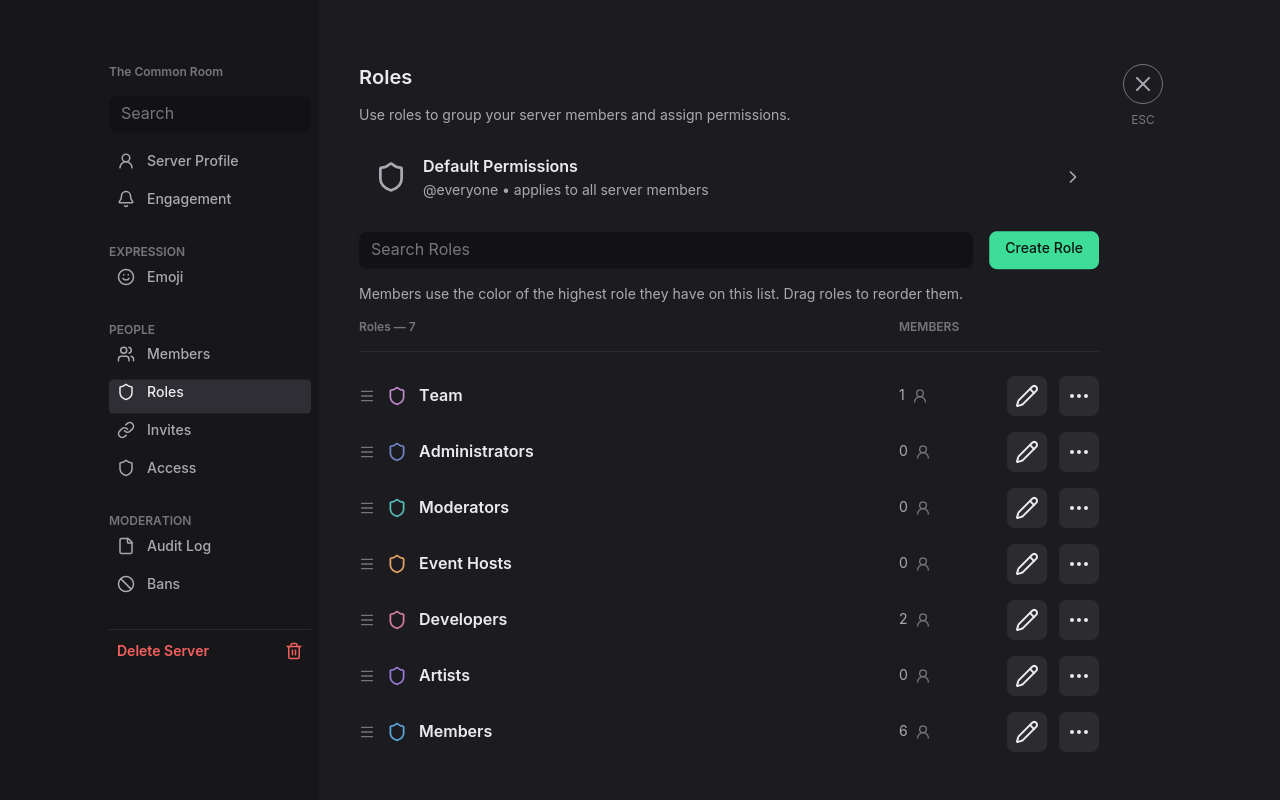 The Common Room
Search
Server Profile
Engagement
EXPRESSION
Emoji
PEOPLE
Members
Roles
Invites
Access
MODERATION
Audit Log
Bans
Delete Server
Roles
Use roles to group your server members and assign permissions.
Default Permissions
@everyone • applies to all server members
Search Roles
Create Role
Members use the color of the highest role they have on this list. Drag roles to reorder them.
Roles — 7
MEMBERS
Team 1
Administrators 0
Moderators 0
Event Hosts 0
Developers 2
Artists 0
Members 6
ESC